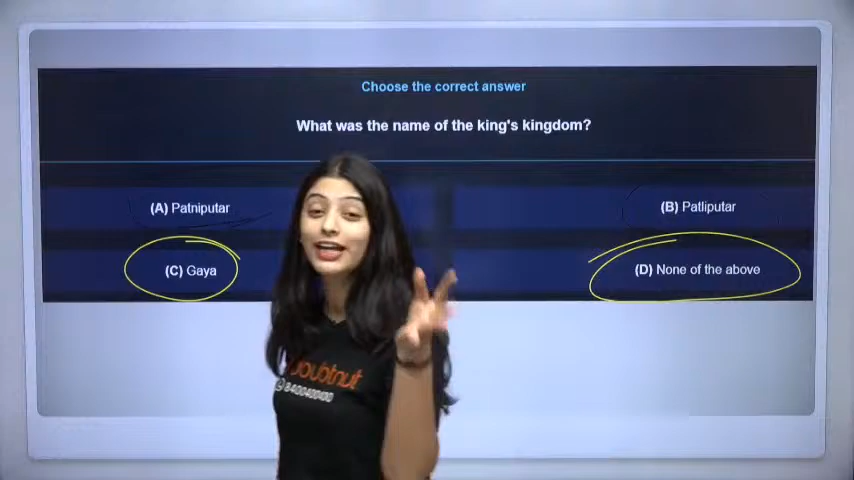 Choose the correct answer
What was the name of the king's kingdom?
(A) Patniputar
(B) Patliputar
(C) Gaya
(D) None of the above
doubtnut
8400400400